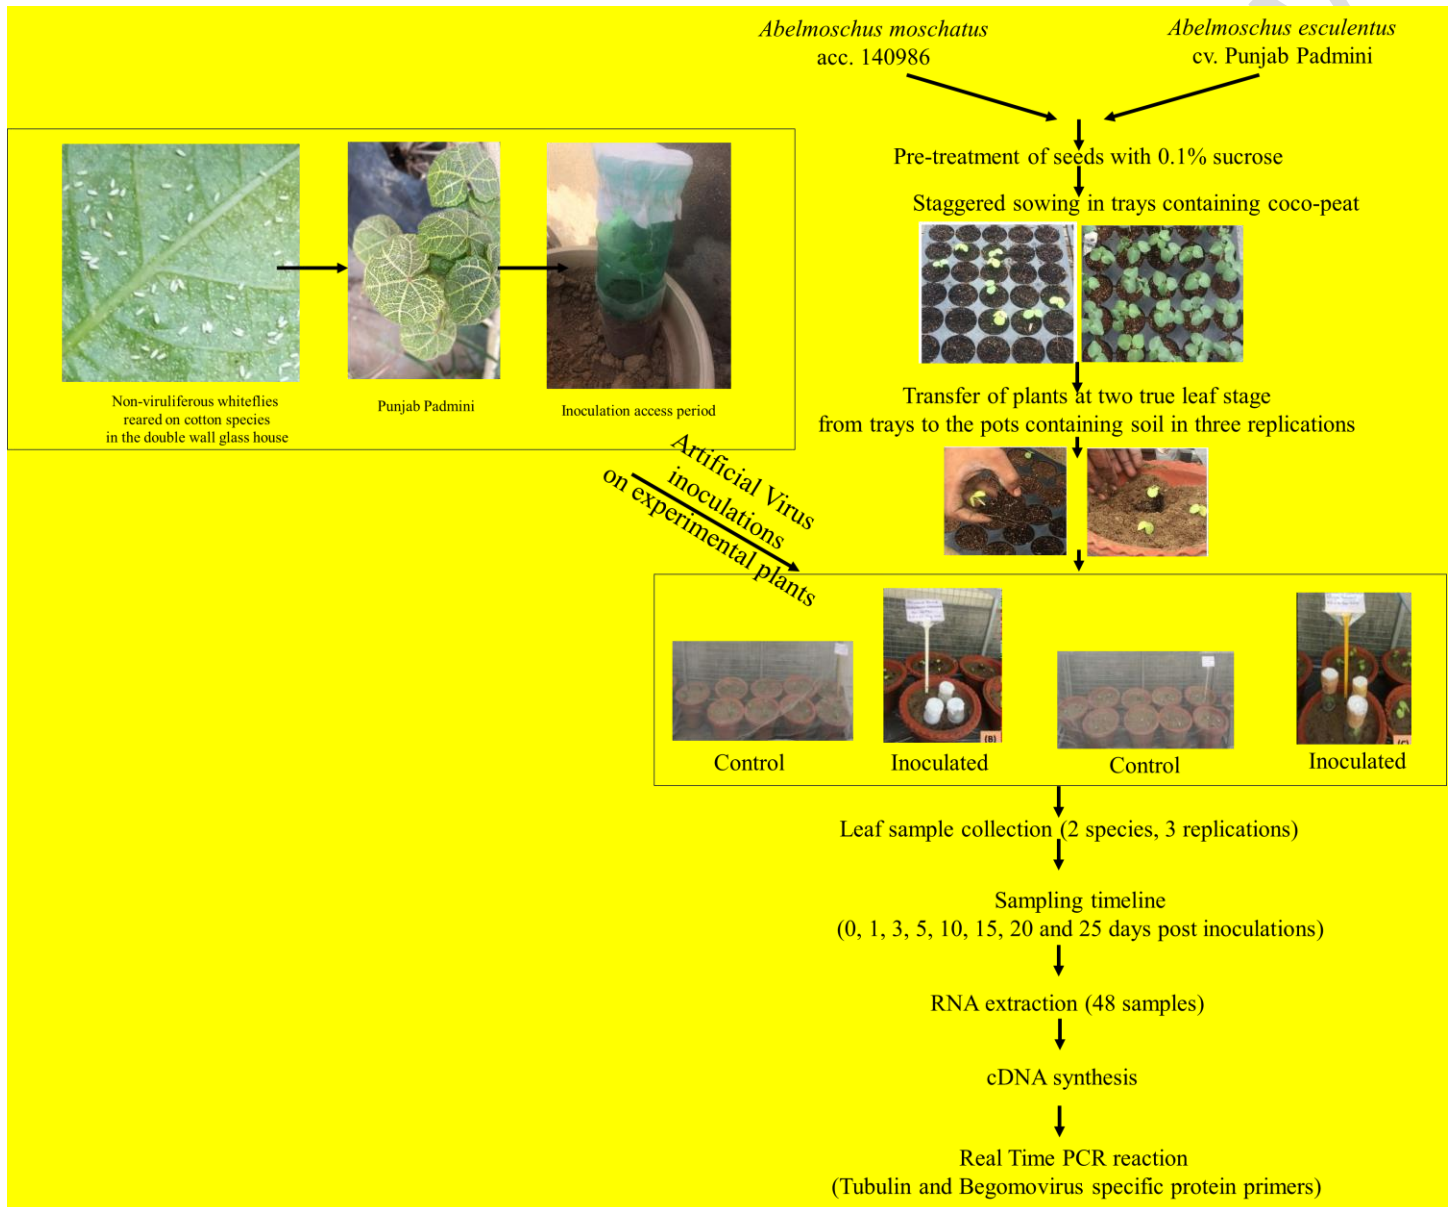 Abelmoschus moschatus
acc. 140986
Abelmoschus esculentus
cv. Punjab Padmini
Pre-treatment of seeds with 0.1% sucrose
Staggered sowing in trays containing coco-peat
Non-viruliferous whiteflies
reared on cotton species
in the double wall glass house
Punjab Padmini
Inoculation access period
Transfer of plants at two true leaf stage
from trays to the pots containing soil in three replications
Artificial Virus
inoculations
on experimental plants
(B)
(C)
Control
Inoculated
Control
Inoculated
Leaf sample collection (2 species, 3 replications)
Sampling timeline
(0, 1, 3, 5, 10, 15, 20 and 25 days post inoculations)
RNA extraction (48 samples)
cDNA synthesis
Real Time PCR reaction
(Tubulin and Begomovirus specific protein primers)